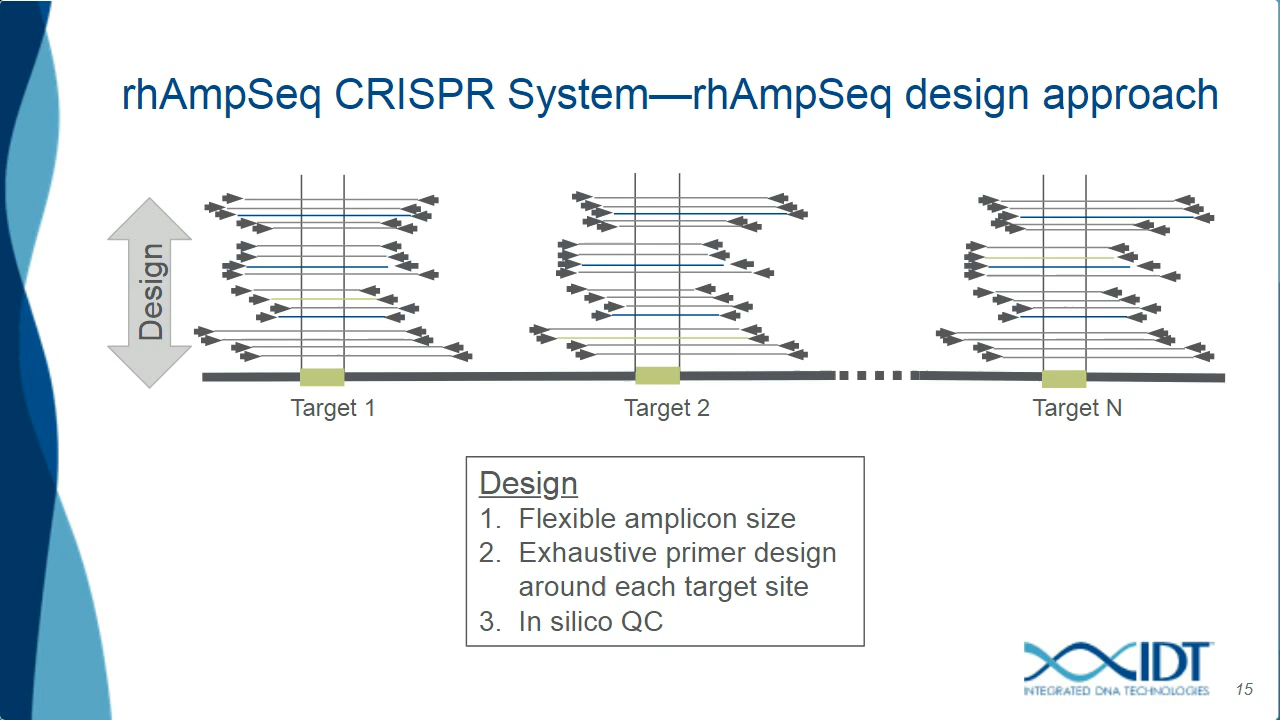 rhAmpSeq CRISPR System—rhAmpSeq design approach
Design
Target 1
Target 2
Target N
Design
1. Flexible amplicon size
2. Exhaustive primer design
around each target site
3. In silico QC
IDT
INTEGRATED DNA TECHNOLOGIES
15